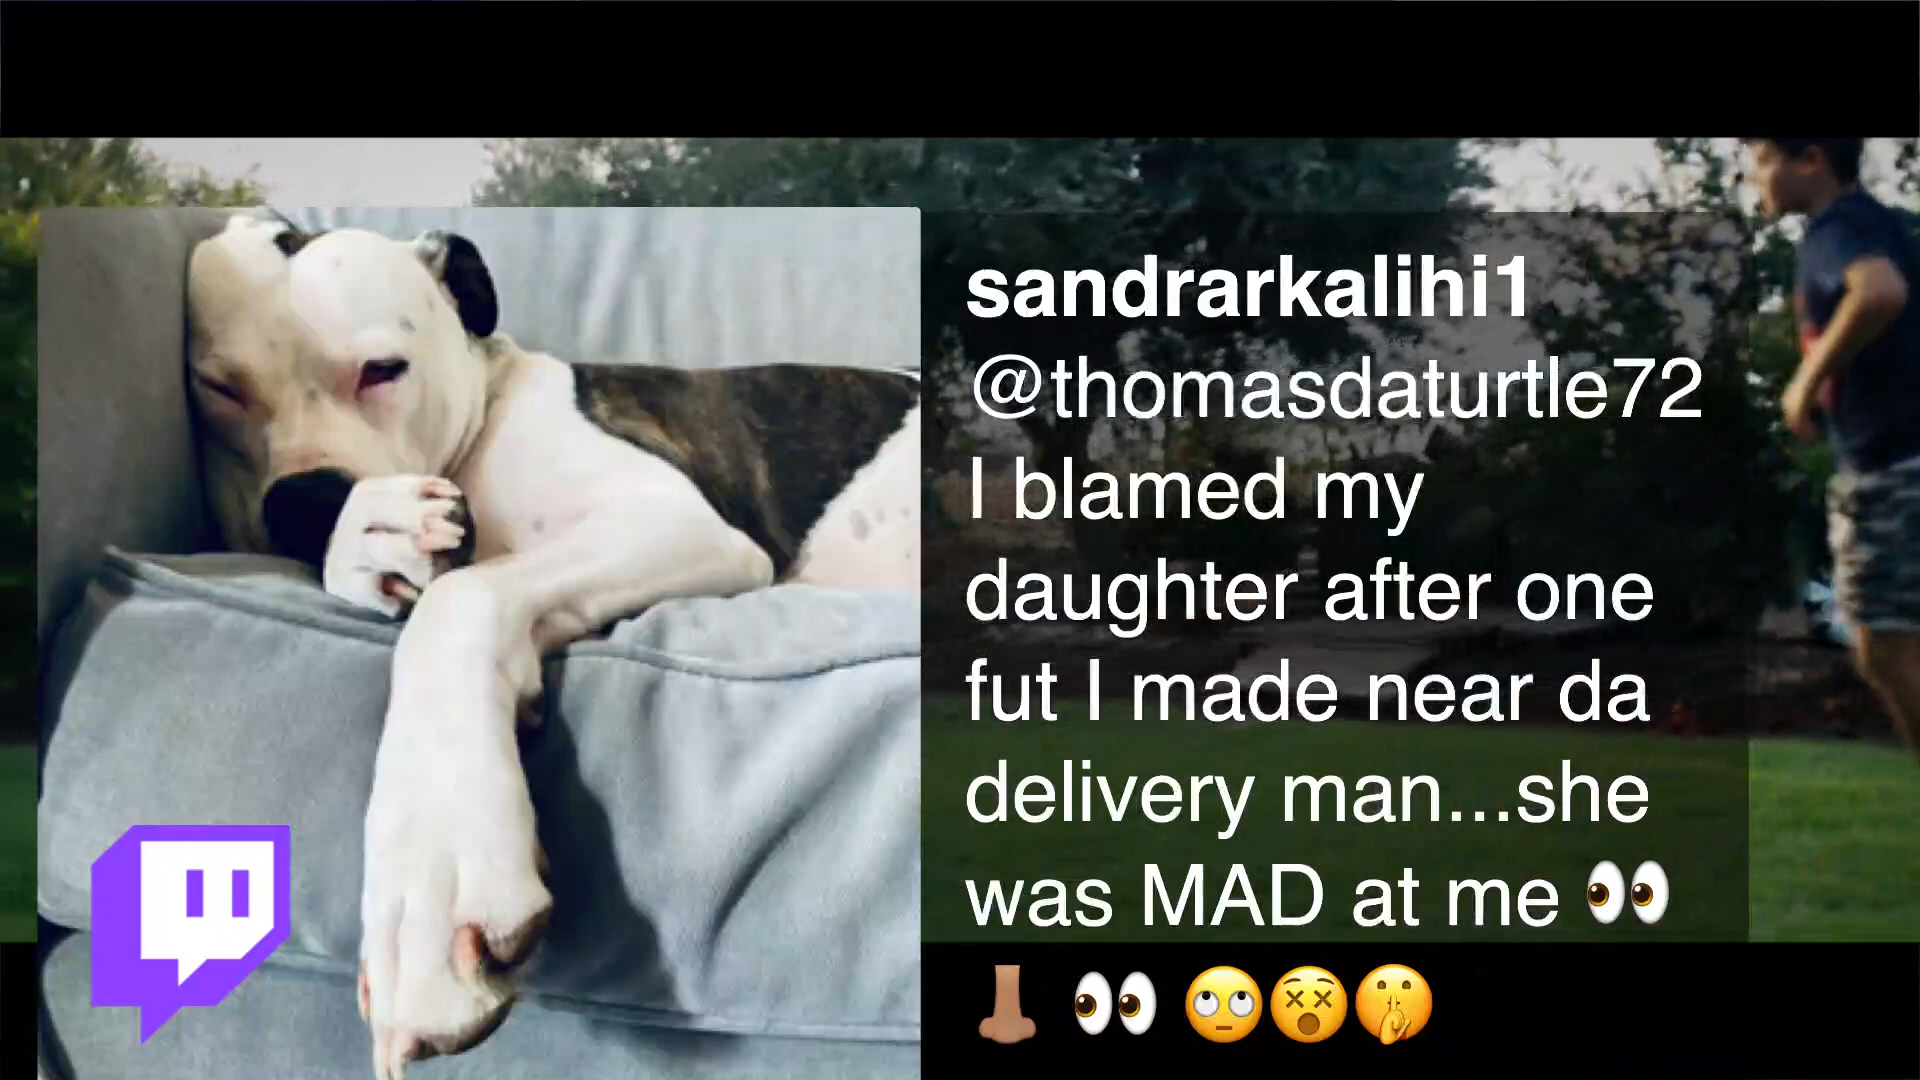 sandrarkalihi1
@thomasdaturtle72
I blamed my
daughter after one
fut I made near da
delivery man...she
was MAD at me 👀
👃🏽 👀 🙄😵🤫